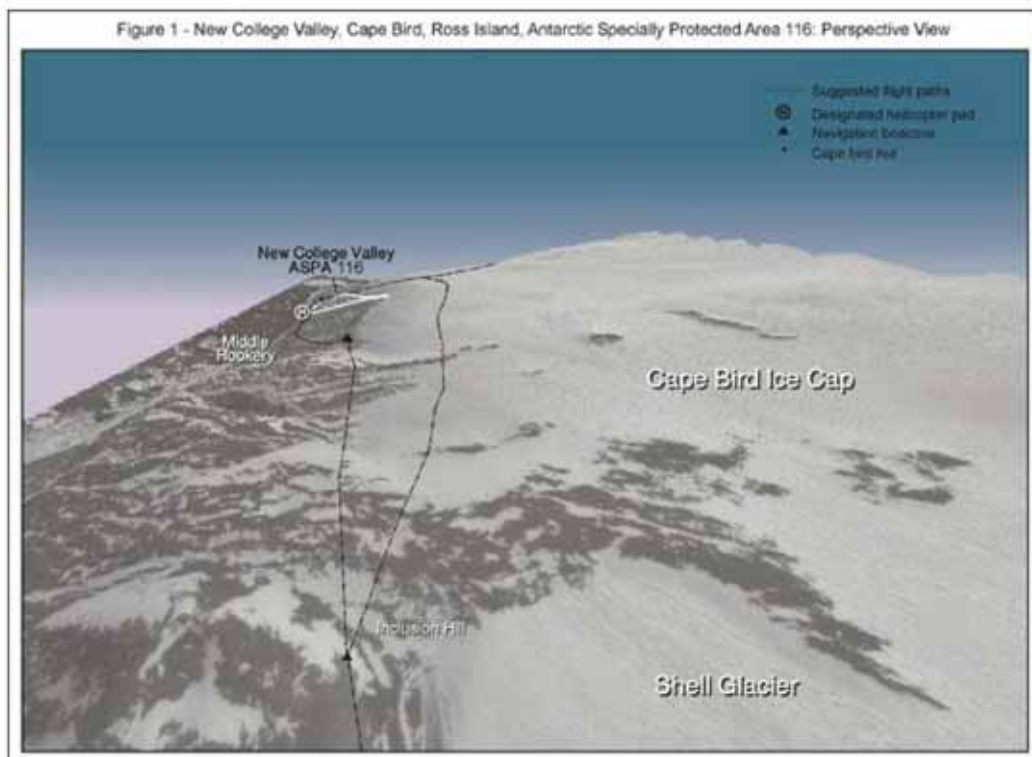 Figure 1 - New College Valley, Cape Bird, Ross Island, Antarctic Specially Protected Area 116: Perspective View
Suggested flight paths
Designated helicopter pad
Navigation beacons
Cape bird hut
New College Valley
ASPA 116
H
Middle
Rookery
Cape Bird Ice Cap
Inclusion Hill
Shell Glacier